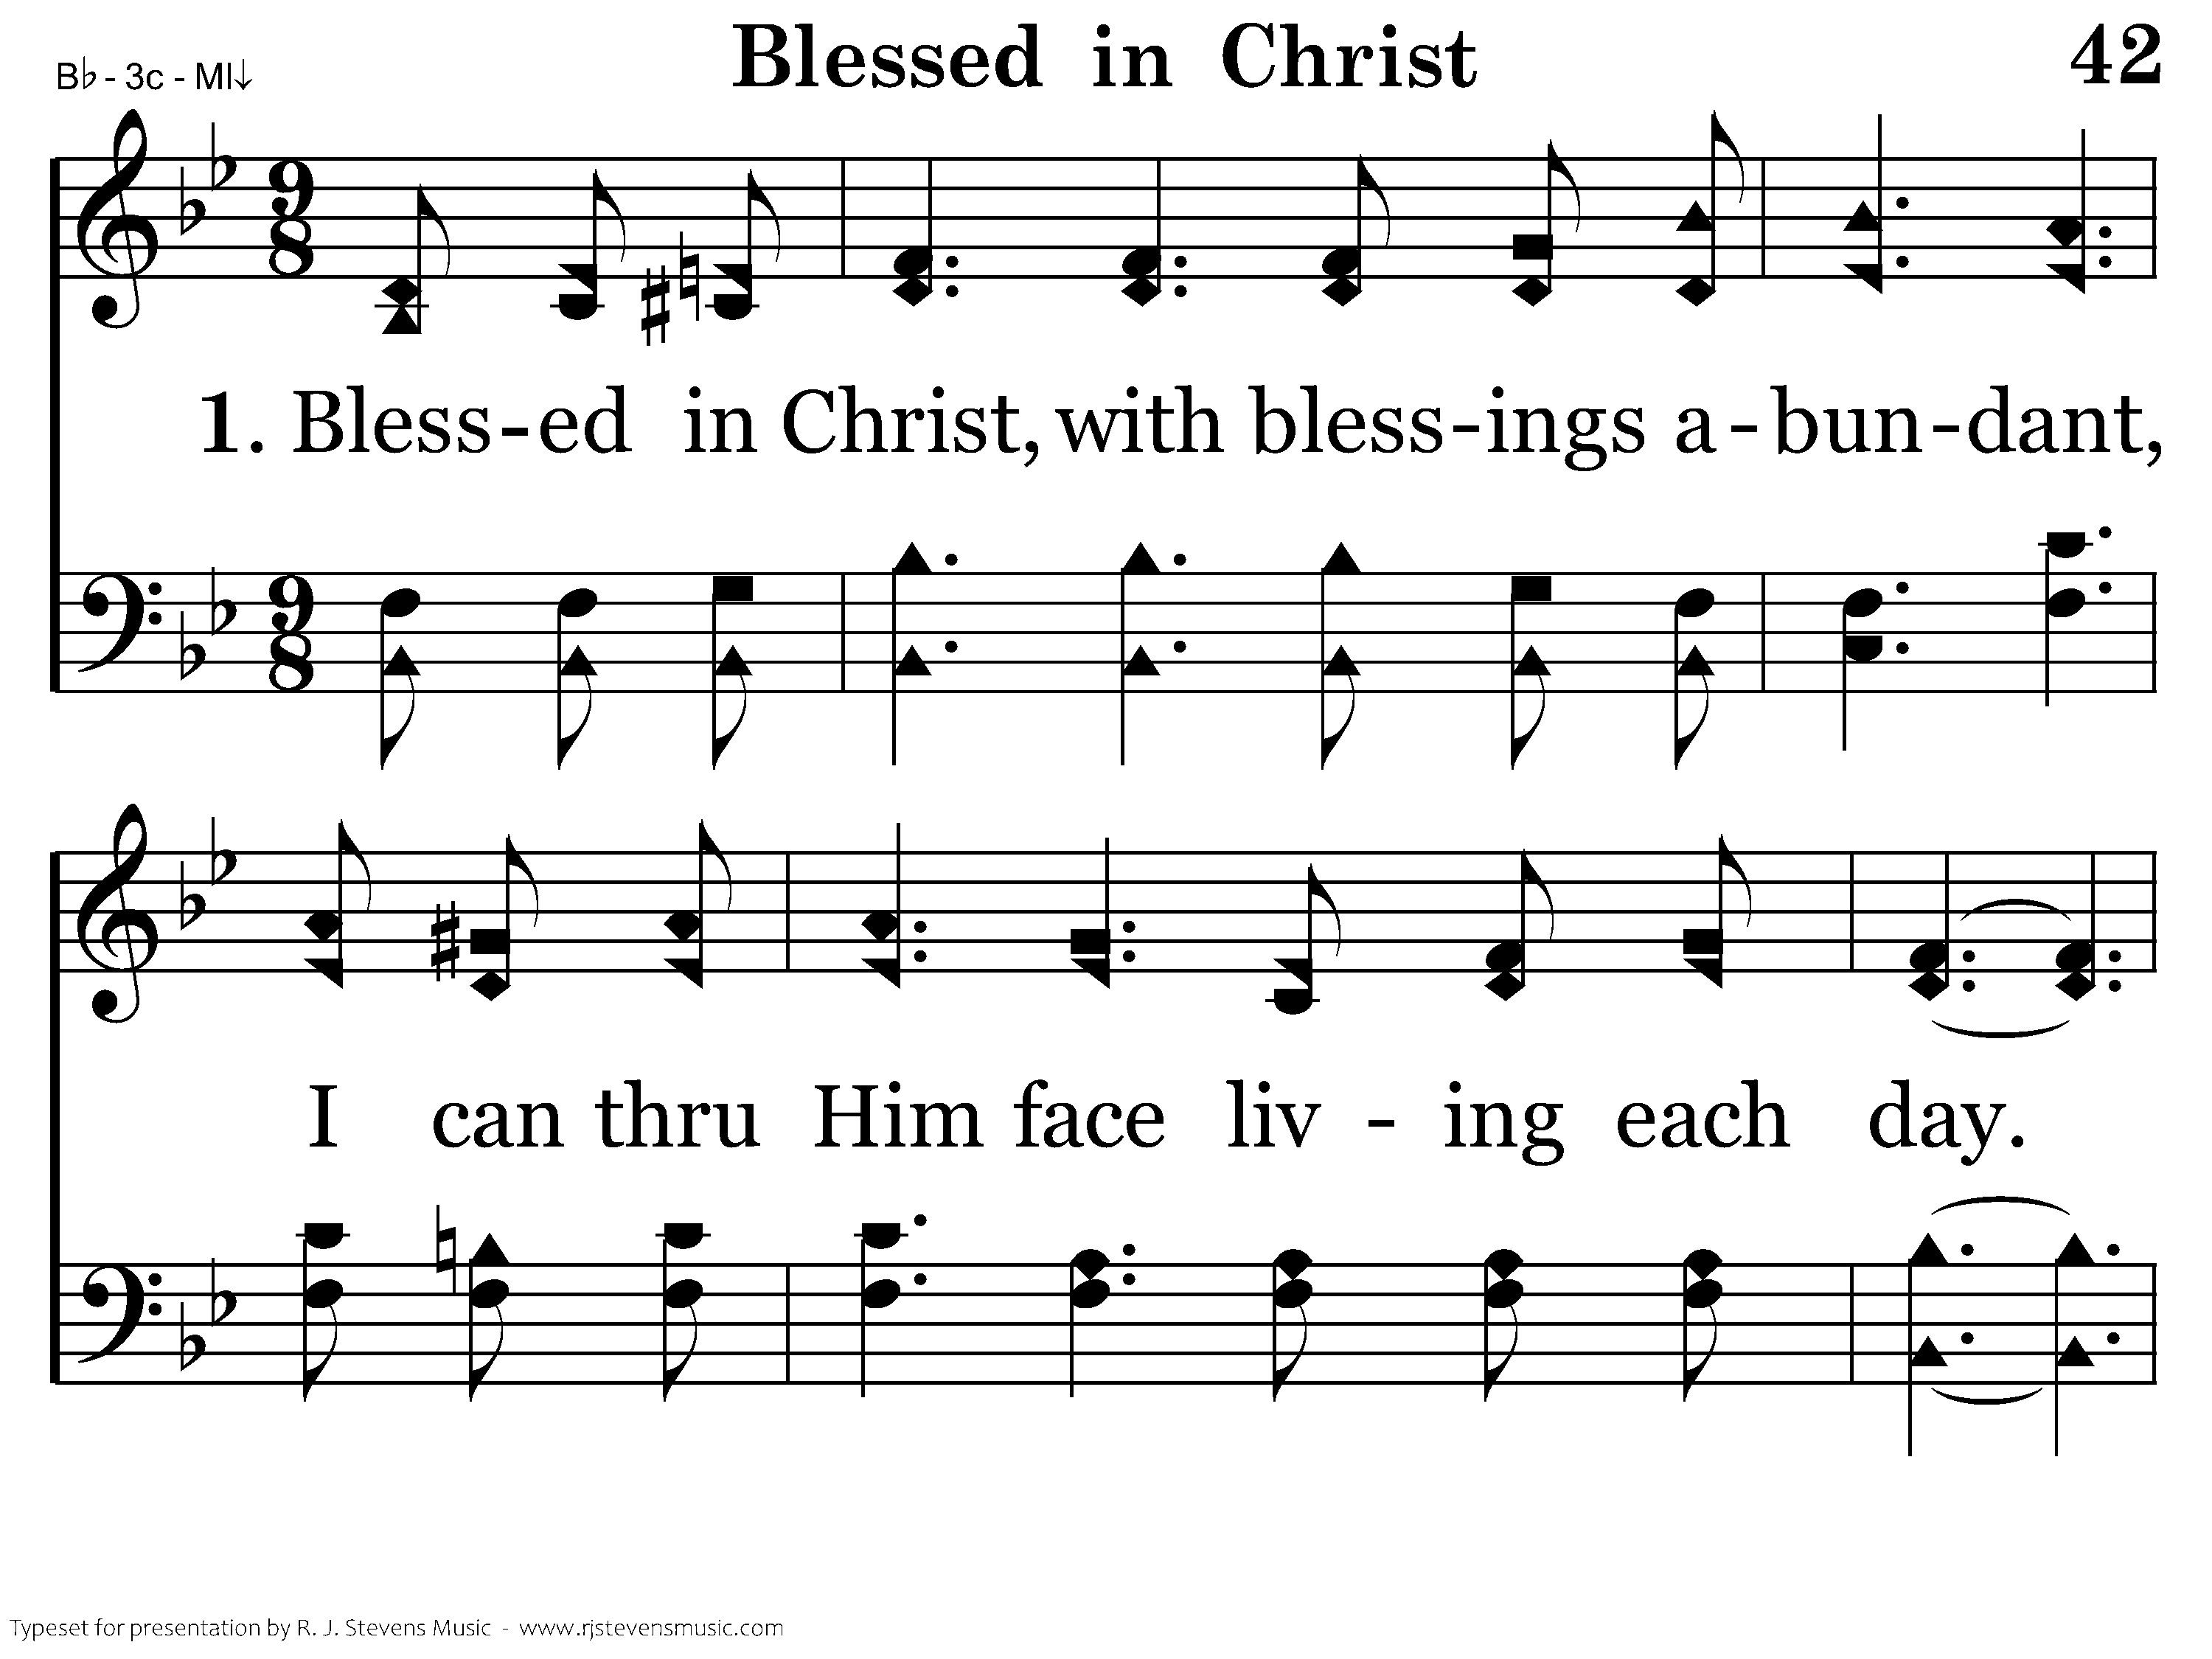 Blessed in Christ 42
B♭ - 3c - MI↓
1. Bless-ed in Christ, with bless-ings a-bun-dant,
I can thru Him face liv - ing each day.
Typeset for presentation by R. J. Stevens Music - www.rjstevensmusic.com